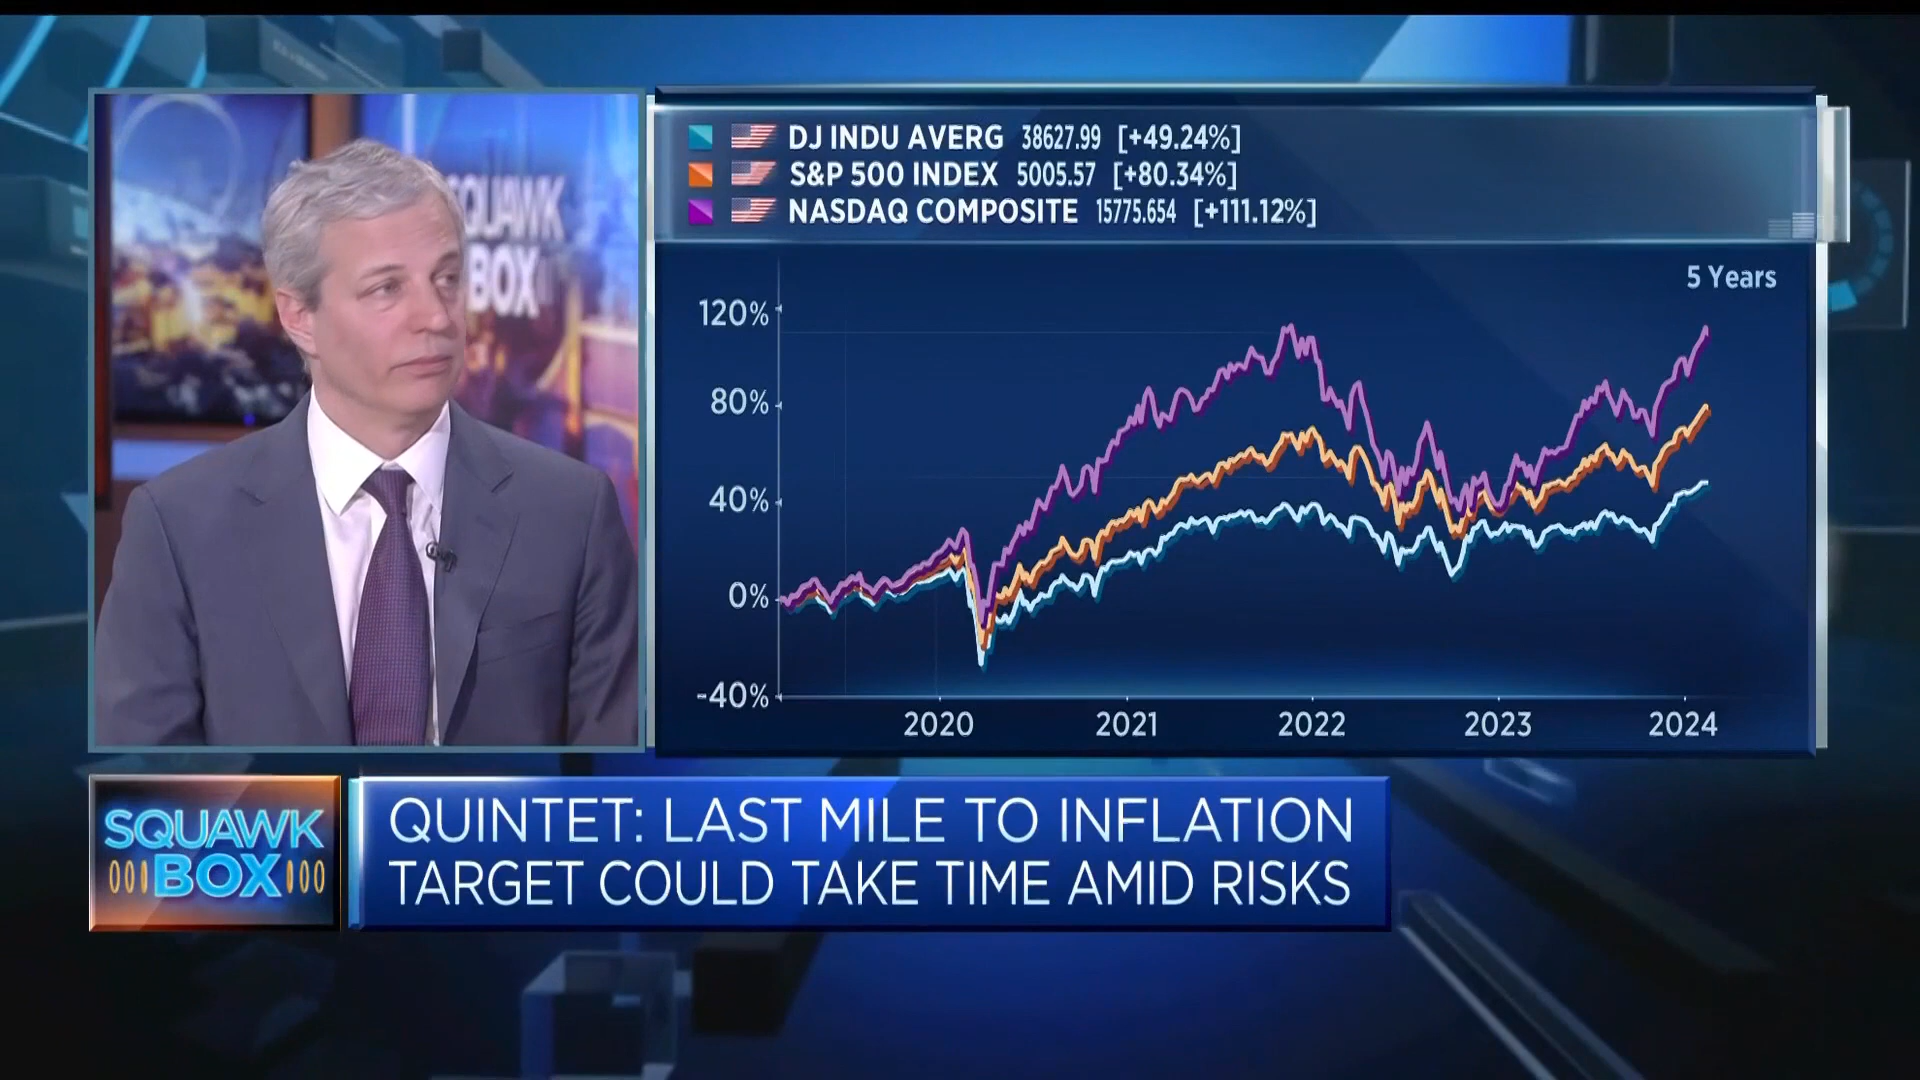 SQUAWK
BOX
DJ INDU AVERG 38627.99 [+49.24%]
S&P 500 INDEX 5005.57 [+80.34%]
NASDAQ COMPOSITE 15775.654 [+111.12%]
5 Years
120%
80%
40%
0%
-40%
2020 2021 2022 2023 2024
SQUAWK
BOX
QUINTET: LAST MILE TO INFLATION
TARGET COULD TAKE TIME AMID RISKS